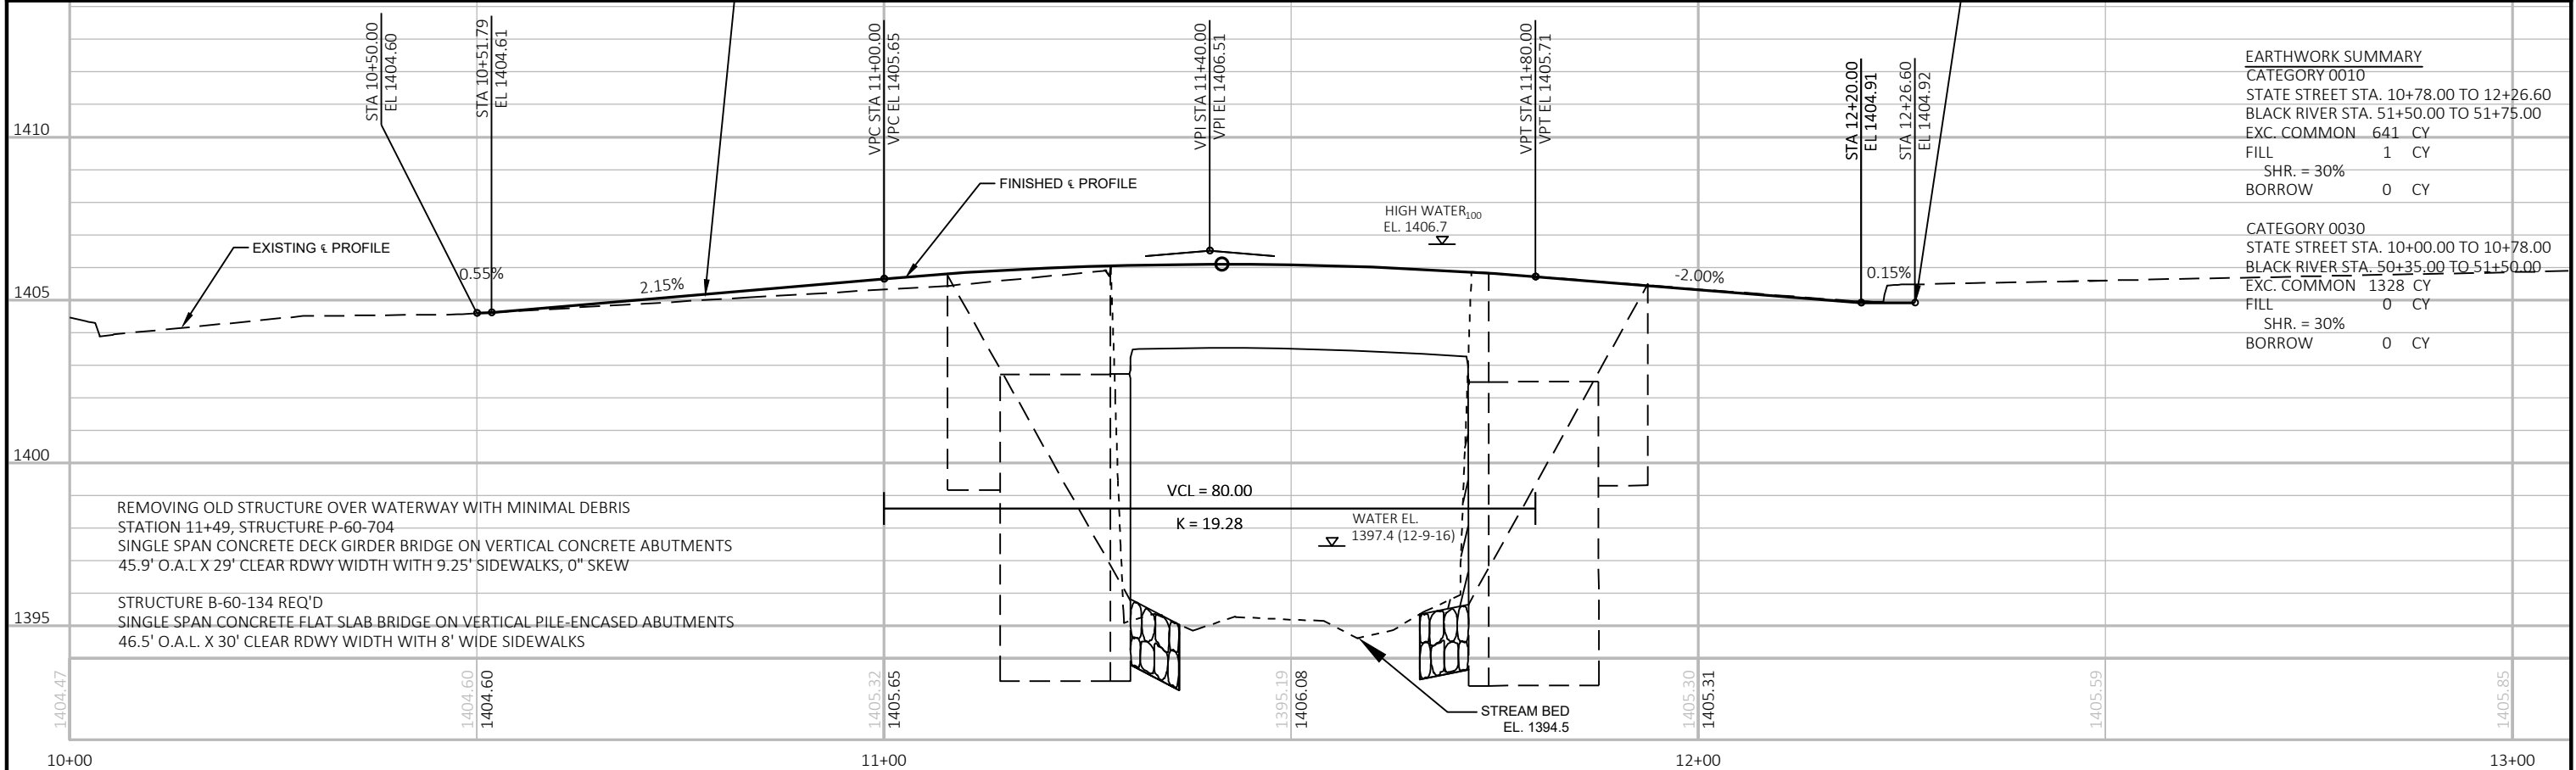 STA 10+50.00
EL 1404.60
STA 10+51.79
EL 1404.61
VPC STA 11+00.00
VPC EL 1405.65
VPI STA 11+40.00
VPI EL 1406.51
VPT STA 11+80.00
VPT EL 1405.71
STA 12+20.00
EL 1404.91
STA 12+26.60
EL 1404.92
EARTHWORK SUMMARY
CATEGORY 0010
STATE STREET STA. 10+78.00 TO 12+26.60
BLACK RIVER STA. 51+50.00 TO 51+75.00
EXC. COMMON 641 CY
FILL 1 CY
SHR. = 30%
BORROW 0 CY
CATEGORY 0030
STATE STREET STA. 10+00.00 TO 10+78.00
BLACK RIVER STA. 50+35.00 TO 51+50.00
EXC. COMMON 1328 CY
FILL 0 CY
SHR. = 30%
BORROW 0 CY
1410
FINISHED ℄ PROFILE
HIGH WATER100
EL. 1406.7
EXISTING ℄ PROFILE
0.55%
2.15%
-2.00%
0.15%
1405
1400
VCL = 80.00
K = 19.28
WATER EL.
1397.4 (12-9-16)
REMOVING OLD STRUCTURE OVER WATERWAY WITH MINIMAL DEBRIS
STATION 11+49, STRUCTURE P-60-704
SINGLE SPAN CONCRETE DECK GIRDER BRIDGE ON VERTICAL CONCRETE ABUTMENTS
45.9' O.A.L X 29' CLEAR RDWY WIDTH WITH 9.25' SIDEWALKS, 0" SKEW
STRUCTURE B-60-134 REQ'D
SINGLE SPAN CONCRETE FLAT SLAB BRIDGE ON VERTICAL PILE-ENCASED ABUTMENTS
46.5' O.A.L. X 30' CLEAR RDWY WIDTH WITH 8' WIDE SIDEWALKS
1395
STREAM BED
EL. 1394.5
1404.47
1404.60
1404.60
1405.32
1405.65
1395.19
1406.08
1405.30
1405.31
1405.59
1405.85
10+00
11+00
12+00
13+00